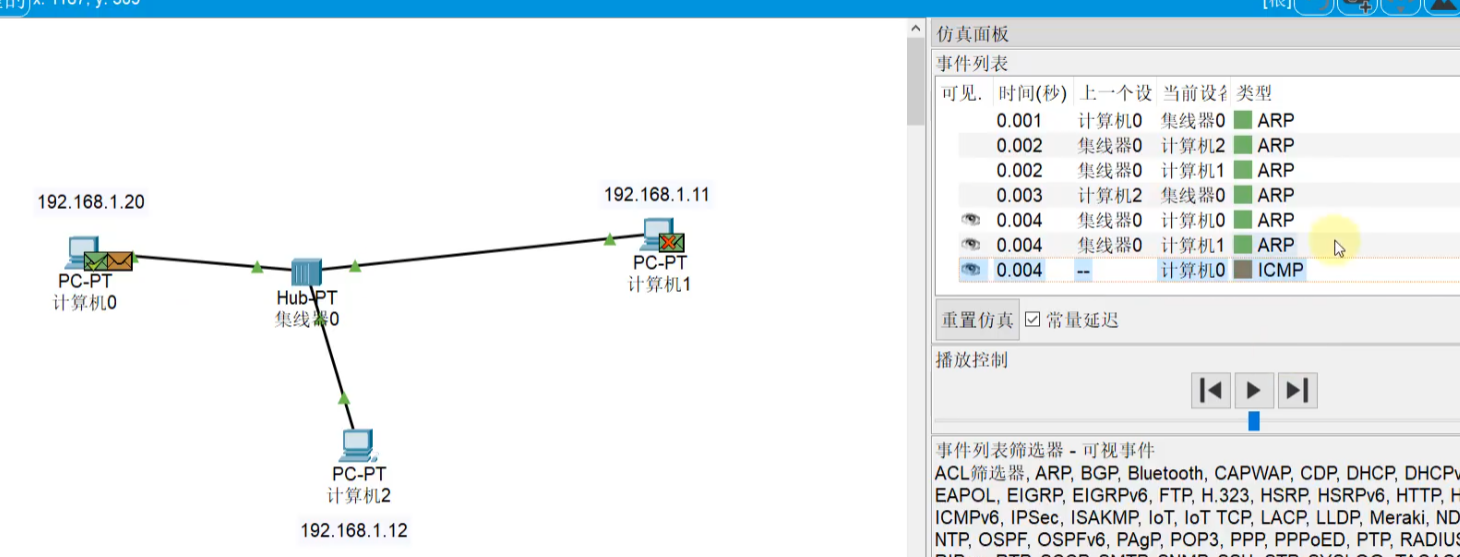 192.168.1.20
PC-PT
计算机0
Hub-PT
集线器0
192.168.1.11
PC-PT
计算机1
PC-PT
计算机2
192.168.1.12
仿真面板
事件列表
可见. 时间(秒) 上一个设 当前设备 类型
0.001 计算机0 集线器0 ARP
0.002 集线器0 计算机2 ARP
0.002 集线器0 计算机1 ARP
0.003 计算机2 集线器0 ARP
0.004 集线器0 计算机0 ARP
0.004 集线器0 计算机1 ARP
0.004 -- 计算机0 ICMP
重置仿真 常量延迟
播放控制
事件列表筛选器 - 可视事件
ACL筛选器, ARP, BGP, Bluetooth, CAPWAP, CDP, DHCP, DHCPv
EAPOL, EIGRP, EIGRPv6, FTP, H.323, HSRP, HSRPv6, HTTP, H
ICMPv6, IPSec, ISAKMP, IoT, IoT TCP, LACP, LLDP, Meraki, ND
NTP, OSPF, OSPFv6, PAgP, POP3, PPP, PPPoED, PTP, RADIUS